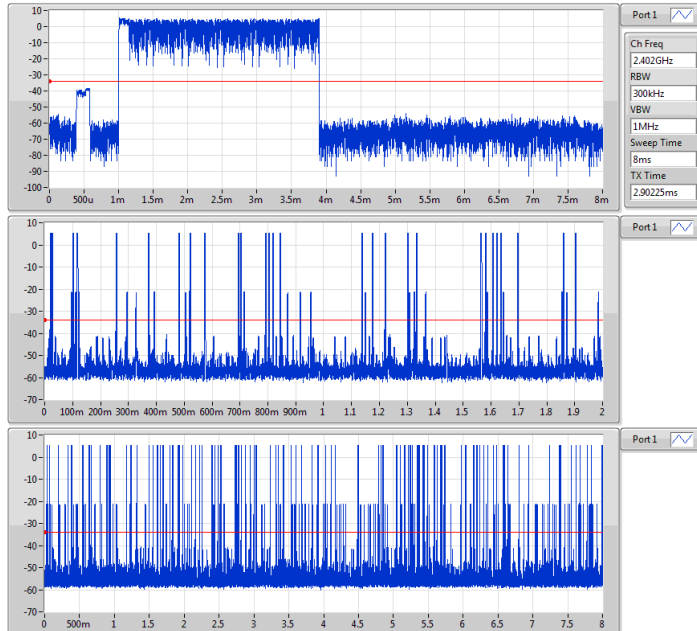 10
0
-10
-20
-30
-40
-50
-60
-70
-80
-90
-100
0 500u 1m 1.5m 2m 2.5m 3m 3.5m 4m 4.5m 5m 5.5m 6m 6.5m 7m 7.5m 8m
Port 1
Ch Freq
2.402GHz
RBW
300kHz
VBW
1MHz
Sweep Time
8ms
TX Time
2.90225ms
10
0
-10
-20
-30
-40
-50
-60
-70
0 100m 200m 300m 400m 500m 600m 700m 800m 900m 1 1.1 1.2 1.3 1.4 1.5 1.6 1.7 1.8 1.9 2
Port 1
10
0
-10
-20
-30
-40
-50
-60
-70
0 500m 1 1.5 2 2.5 3 3.5 4 4.5 5 5.5 6 6.5 7 7.5 8
Port 1